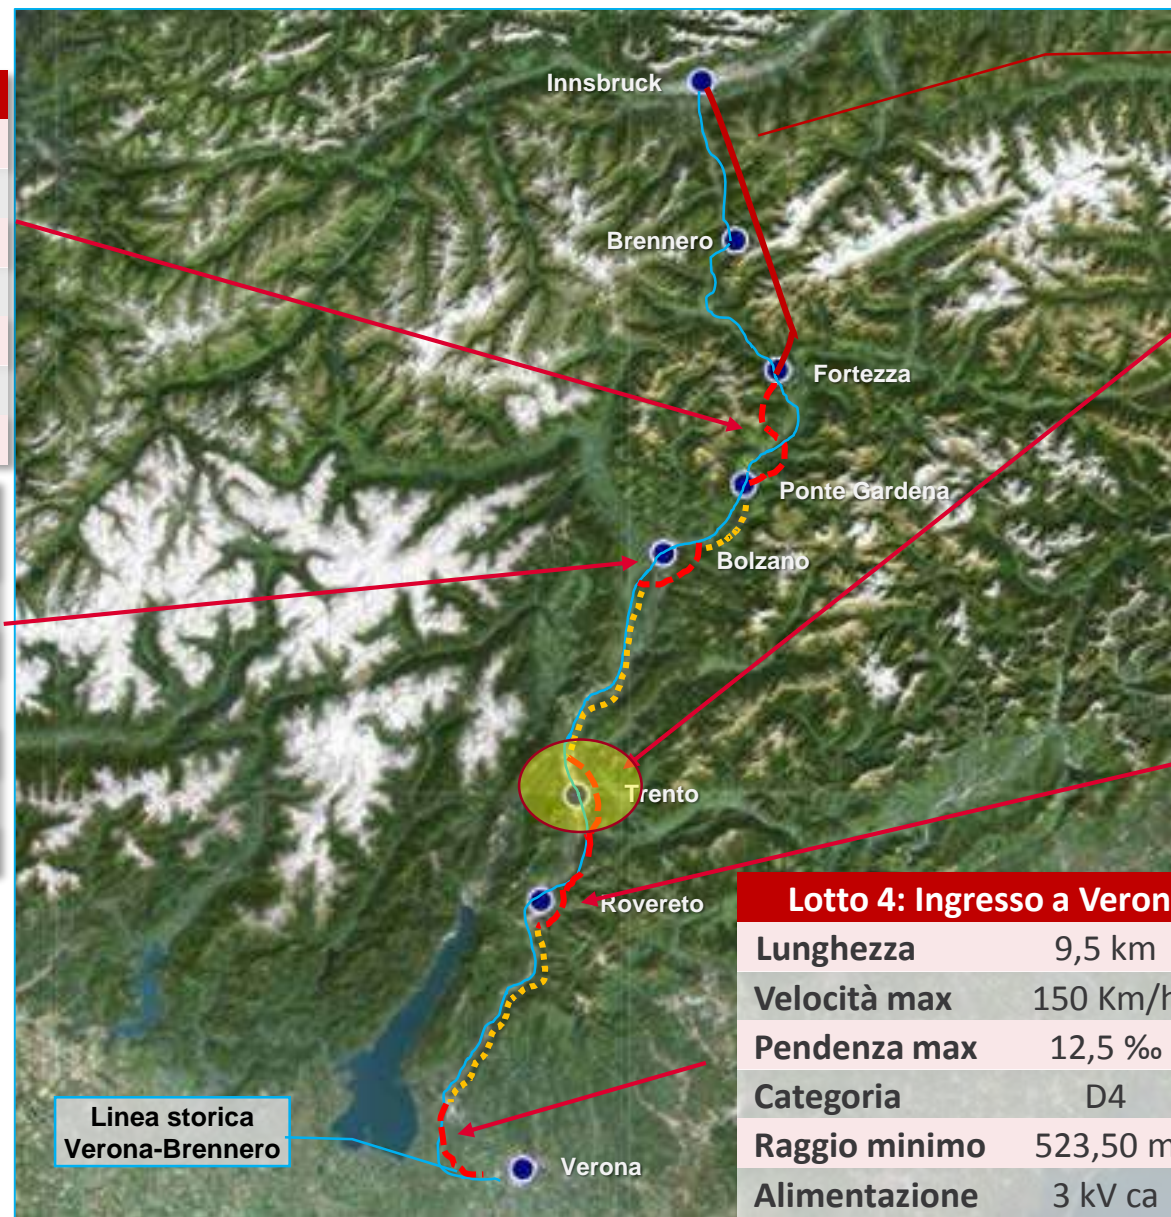 Innsbruck
Brennero
Fortezza
Ponte Gardena
Bolzano
Trento
Rovereto
Lotto 4: Ingresso a Veron
Lunghezza 9,5 km
Velocità max 150 Km/h
Pendenza max 12,5 ‰
Categoria D4
Raggio minimo 523,50 m
Alimentazione 3 kV ca
Linea storica
Verona-Brennero
Verona